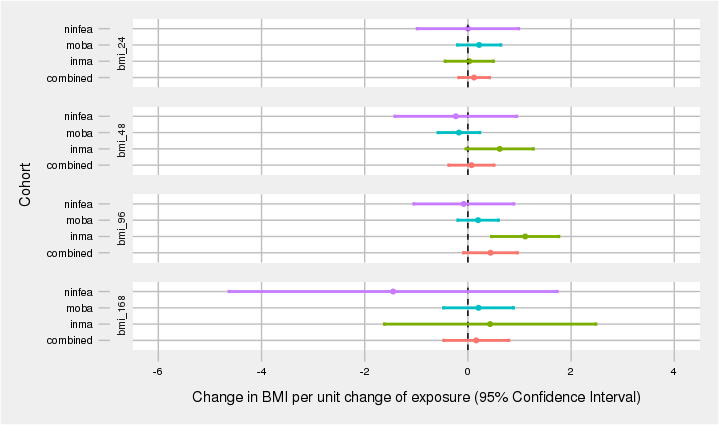 ninfea
moba
inma
combined
bmi_24
ninfea
moba
inma
combined
bmi_48
ninfea
moba
inma
combined
bmi_96
ninfea
moba
inma
combined
bmi_168
Cohort
-6 -4 -2 0 2 4
Change in BMI per unit change of exposure (95% Confidence Interval)